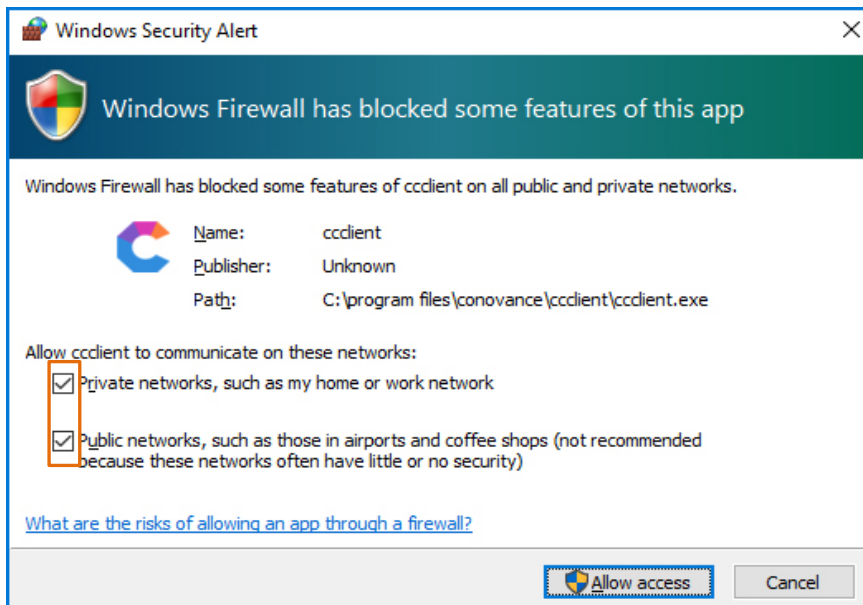 Windows Security Alert
Windows Firewall has blocked some features of this app
Windows Firewall has blocked some features of ccclient on all public and private networks.
Name: ccclient
Publisher: Unknown
Path: C:\program files\conovance\ccclient\ccclient.exe
Allow ccclient to communicate on these networks:
Private networks, such as my home or work network
Public networks, such as those in airports and coffee shops (not recommended
because these networks often have little or no security)
What are the risks of allowing an app through a firewall?
Allow access Cancel